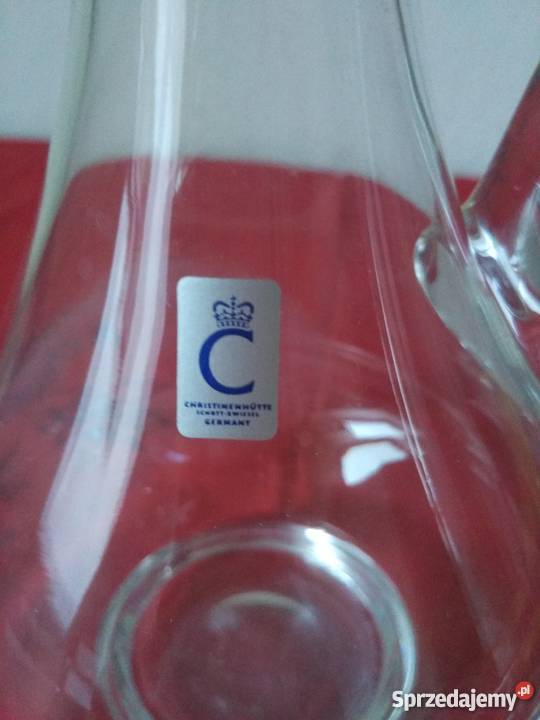 C
CHRISTINENHÜTTE
SCHOTT-ZWIESEL
GERMANY
Sprzedajemy.pl